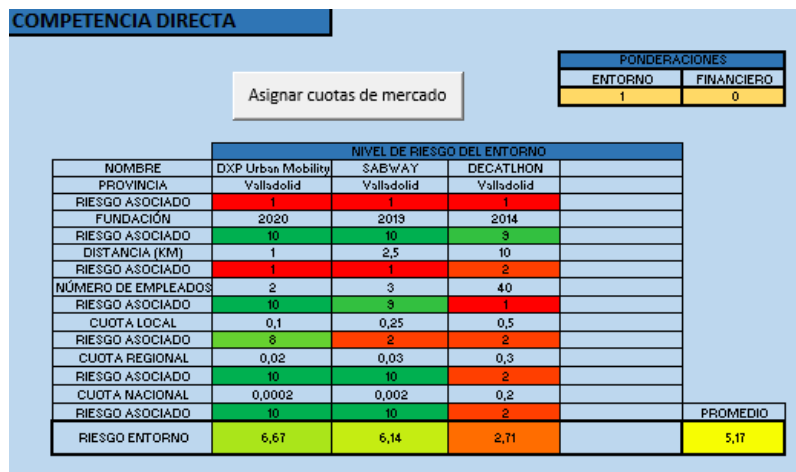 COMPETENCIA DIRECTA
PONDERACIONES
ENTORNO FINANCIERO
1 0
Asignar cuotas de mercado
NIVEL DE RIESGO DEL ENTORNO
NOMBRE DXP Urban Mobility SABWAY DECATLHON
PROVINCIA Valladolid Valladolid Valladolid
RIESGO ASOCIADO 1 1 1
FUNDACIÓN 2020 2019 2014
RIESGO ASOCIADO 10 10 9
DISTANCIA (KM) 1 2,5 10
RIESGO ASOCIADO 1 1 2
NÚMERO DE EMPLEADOS 2 3 40
RIESGO ASOCIADO 10 9 1
CUOTA LOCAL 0,1 0,25 0,5
RIESGO ASOCIADO 8 2 2
CUOTA REGIONAL 0,02 0,03 0,3
RIESGO ASOCIADO 10 10 2
CUOTA NACIONAL 0,0002 0,002 0,2
RIESGO ASOCIADO 10 10 2 PROMEDIO
RIESGO ENTORNO 6,67 6,14 2,71 5,17